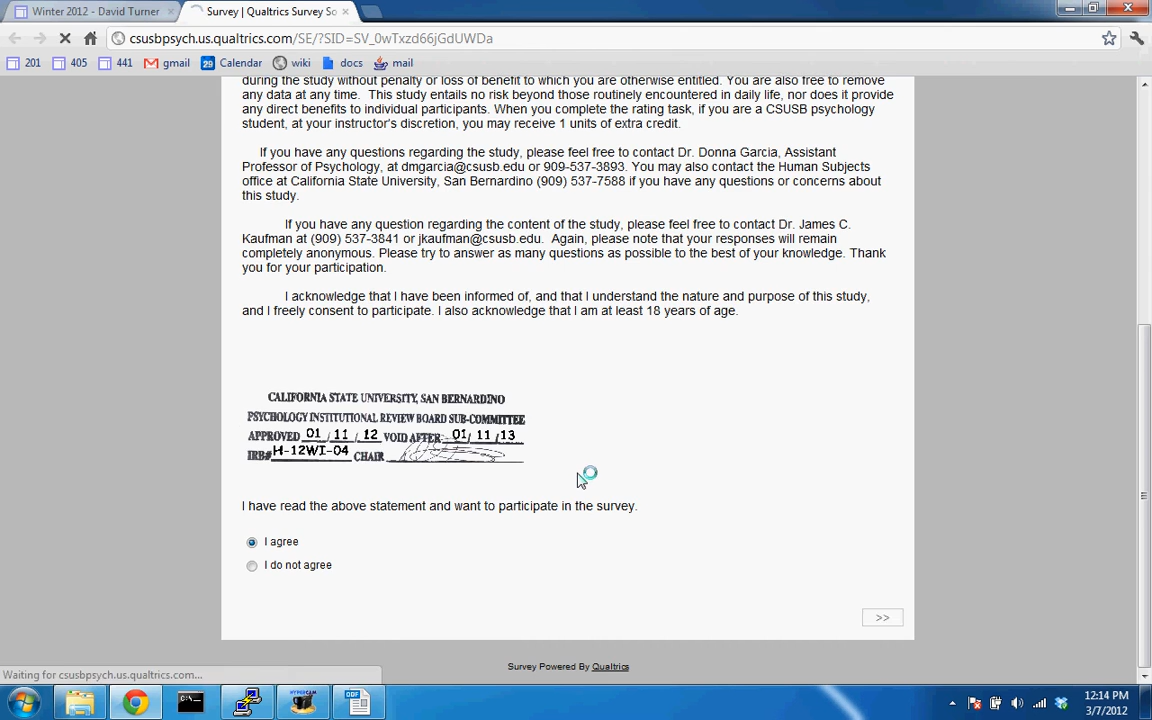 Winter 2012 - David Turner
Survey | Qualtrics Survey So
csusbpsych.us.qualtrics.com/SE/?SID=SV_0wTxzd66jGdUWDa
201 405 441 gmail Calendar wiki docs mail
during the study without penalty or loss of benefit to which you are otherwise entitled. You are also free to remove
any data at any time. This study entails no risk beyond those routinely encountered in daily life, nor does it provide
any direct benefits to individual participants. When you complete the rating task, if you are a CSUSB psychology
student, at your instructor's discretion, you may receive 1 units of extra credit.
If you have any questions regarding the study, please feel free to contact Dr. Donna Garcia, Assistant
Professor of Psychology, at dmgarcia@csusb.edu or 909-537-3893. You may also contact the Human Subjects
office at California State University, San Bernardino (909) 537-7588 if you have any questions or concerns about
this study.
If you have any question regarding the content of the study, please feel free to contact Dr. James C.
Kaufman at (909) 537-3841 or jkaufman@csusb.edu. Again, please note that your responses will remain
completely anonymous. Please try to answer as many questions as possible to the best of your knowledge. Thank
you for your participation.
I acknowledge that I have been informed of, and that I understand the nature and purpose of this study,
and I freely consent to participate. I also acknowledge that I am at least 18 years of age.
CALIFORNIA STATE UNIVERSITY, SAN BERNARDINO
PSYCHOLOGY INSTITUTIONAL REVIEW BOARD SUB-COMMITTEE
APPROVED 01 / 11 / 12 VOID AFTER 01 / 11 / 13
IRB# H-12WI-04 CHAIR
I have read the above statement and want to participate in the survey.
I agree
I do not agree
>>
Survey Powered By Qualtrics
Waiting for csusbpsych.us.qualtrics.com...
HYPERCAM
ODF
12:14 PM
3/7/2012